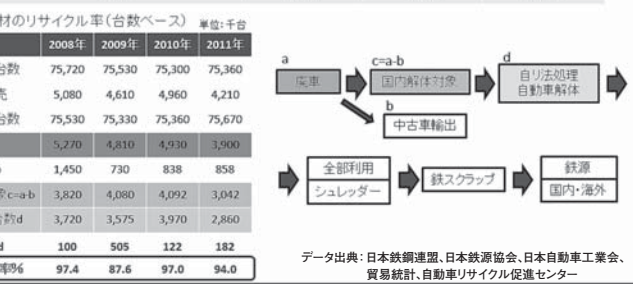 材のリサイクル率(台数ベース) 単位:千台
2008年 2009年 2010年 2011年
台数 75,720 75,530 75,300 75,360
売 5,080 4,610 4,960 4,210
台数 75,530 75,330 75,360 75,670
5,270 4,810 4,930 3,900
1,450 730 838 858
c=a-b 3,820 4,080 4,092 3,042
台数d 3,720 3,575 3,970 2,860
d 100 505 122 182
率% 97.4 87.6 97.0 94.0
a
廃車
c=a-b
国内解体対象
d
自リ法処理
自動車解体
b
中古車輸出
全部利用
シュレッダー
鉄スクラップ
鉄源
国内・海外
データ出典:日本鉄鋼連盟、日本鉄源協会、日本自動車工業会、
貿易統計、自動車リサイクル促進センター